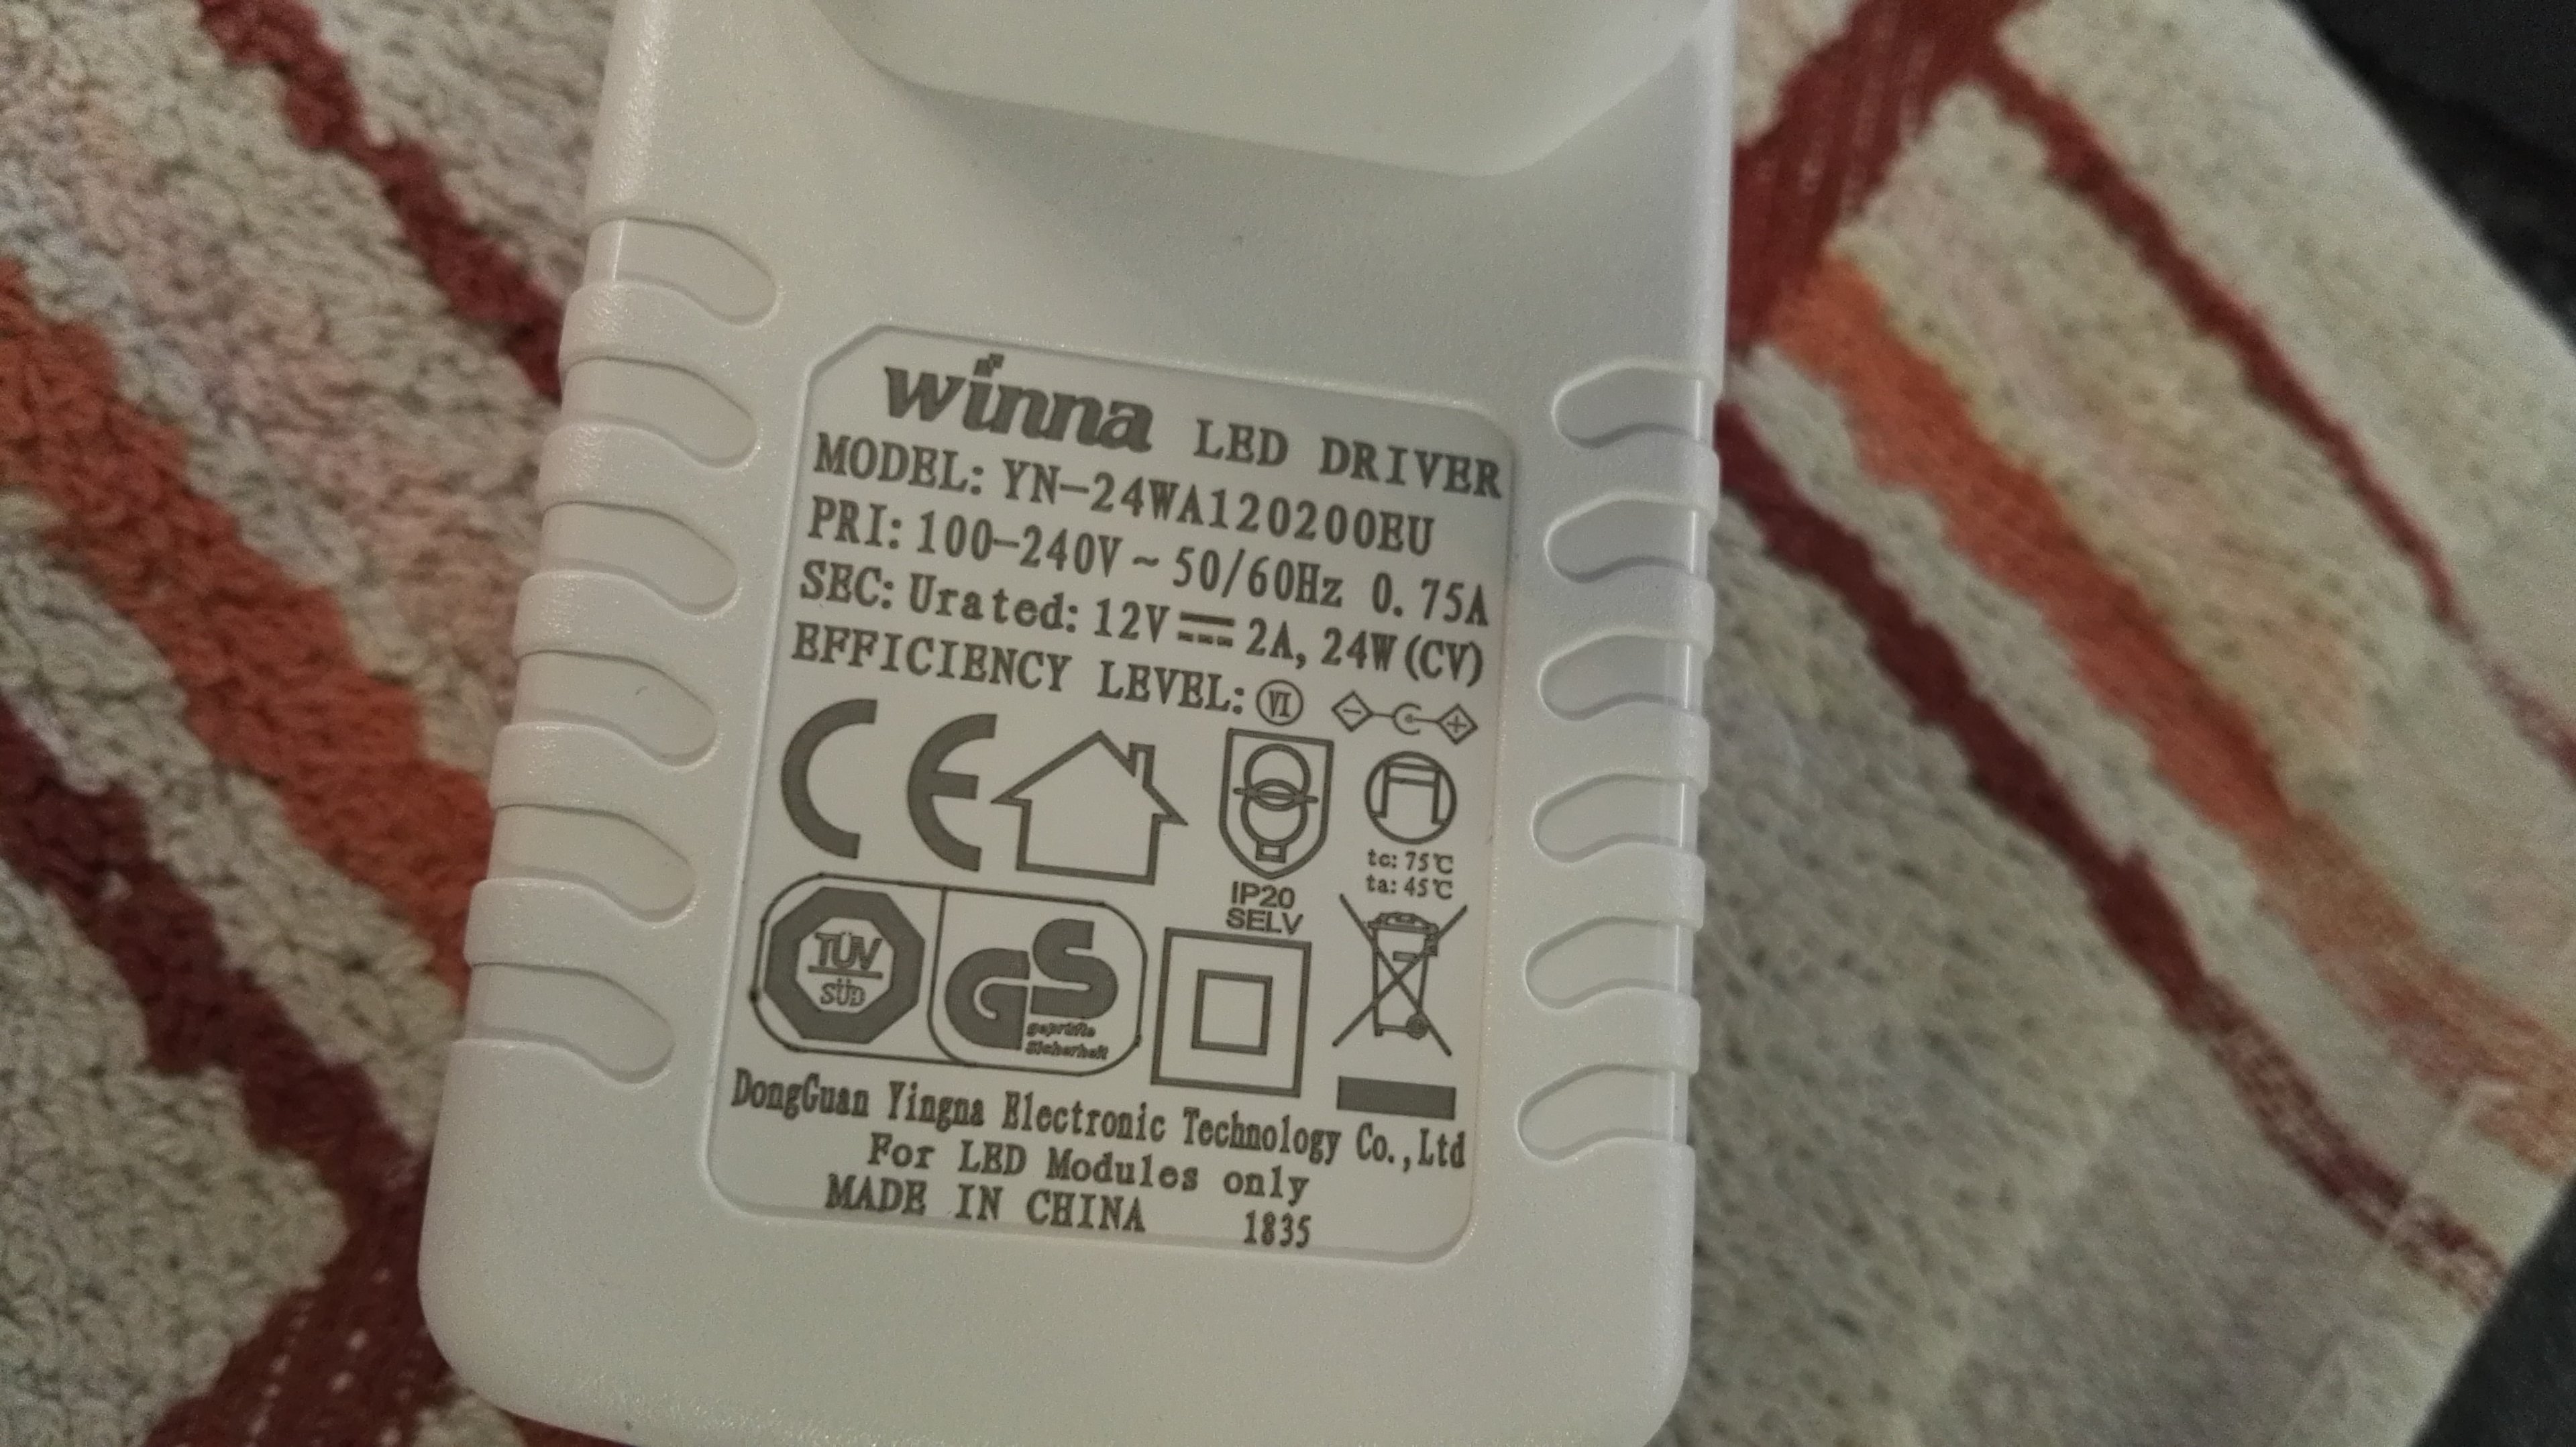 winna LED DRIVER
MODEL: YN-24WA120200EU
PRI: 100-240V ~ 50/60Hz 0.75A
SEC: Urated: 12V ⎓ 2A, 24W (CV)
EFFICIENCY LEVEL: VI
CE
tc: 75℃
ta: 45℃
IP20
SELV
TÜV
SÜD
GS
geprüfte
Sicherheit
DongGuan Yingna Electronic Technology Co.,Ltd
For LED Modules only
MADE IN CHINA 1835